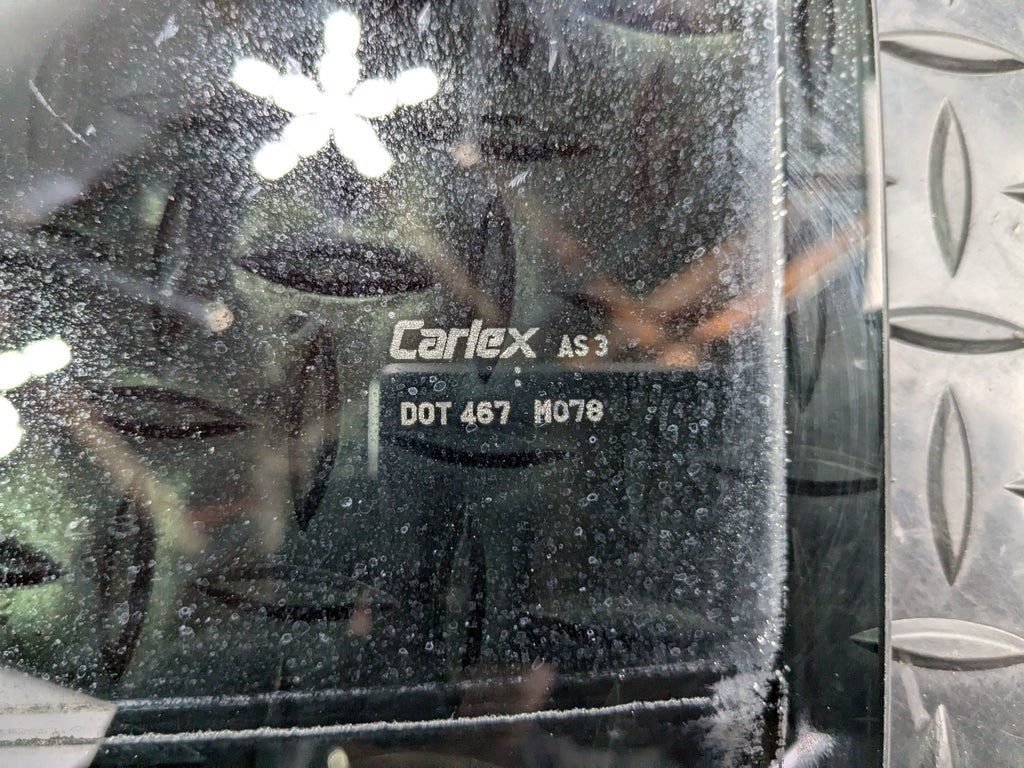 Carlex AS3
DOT 467 M078